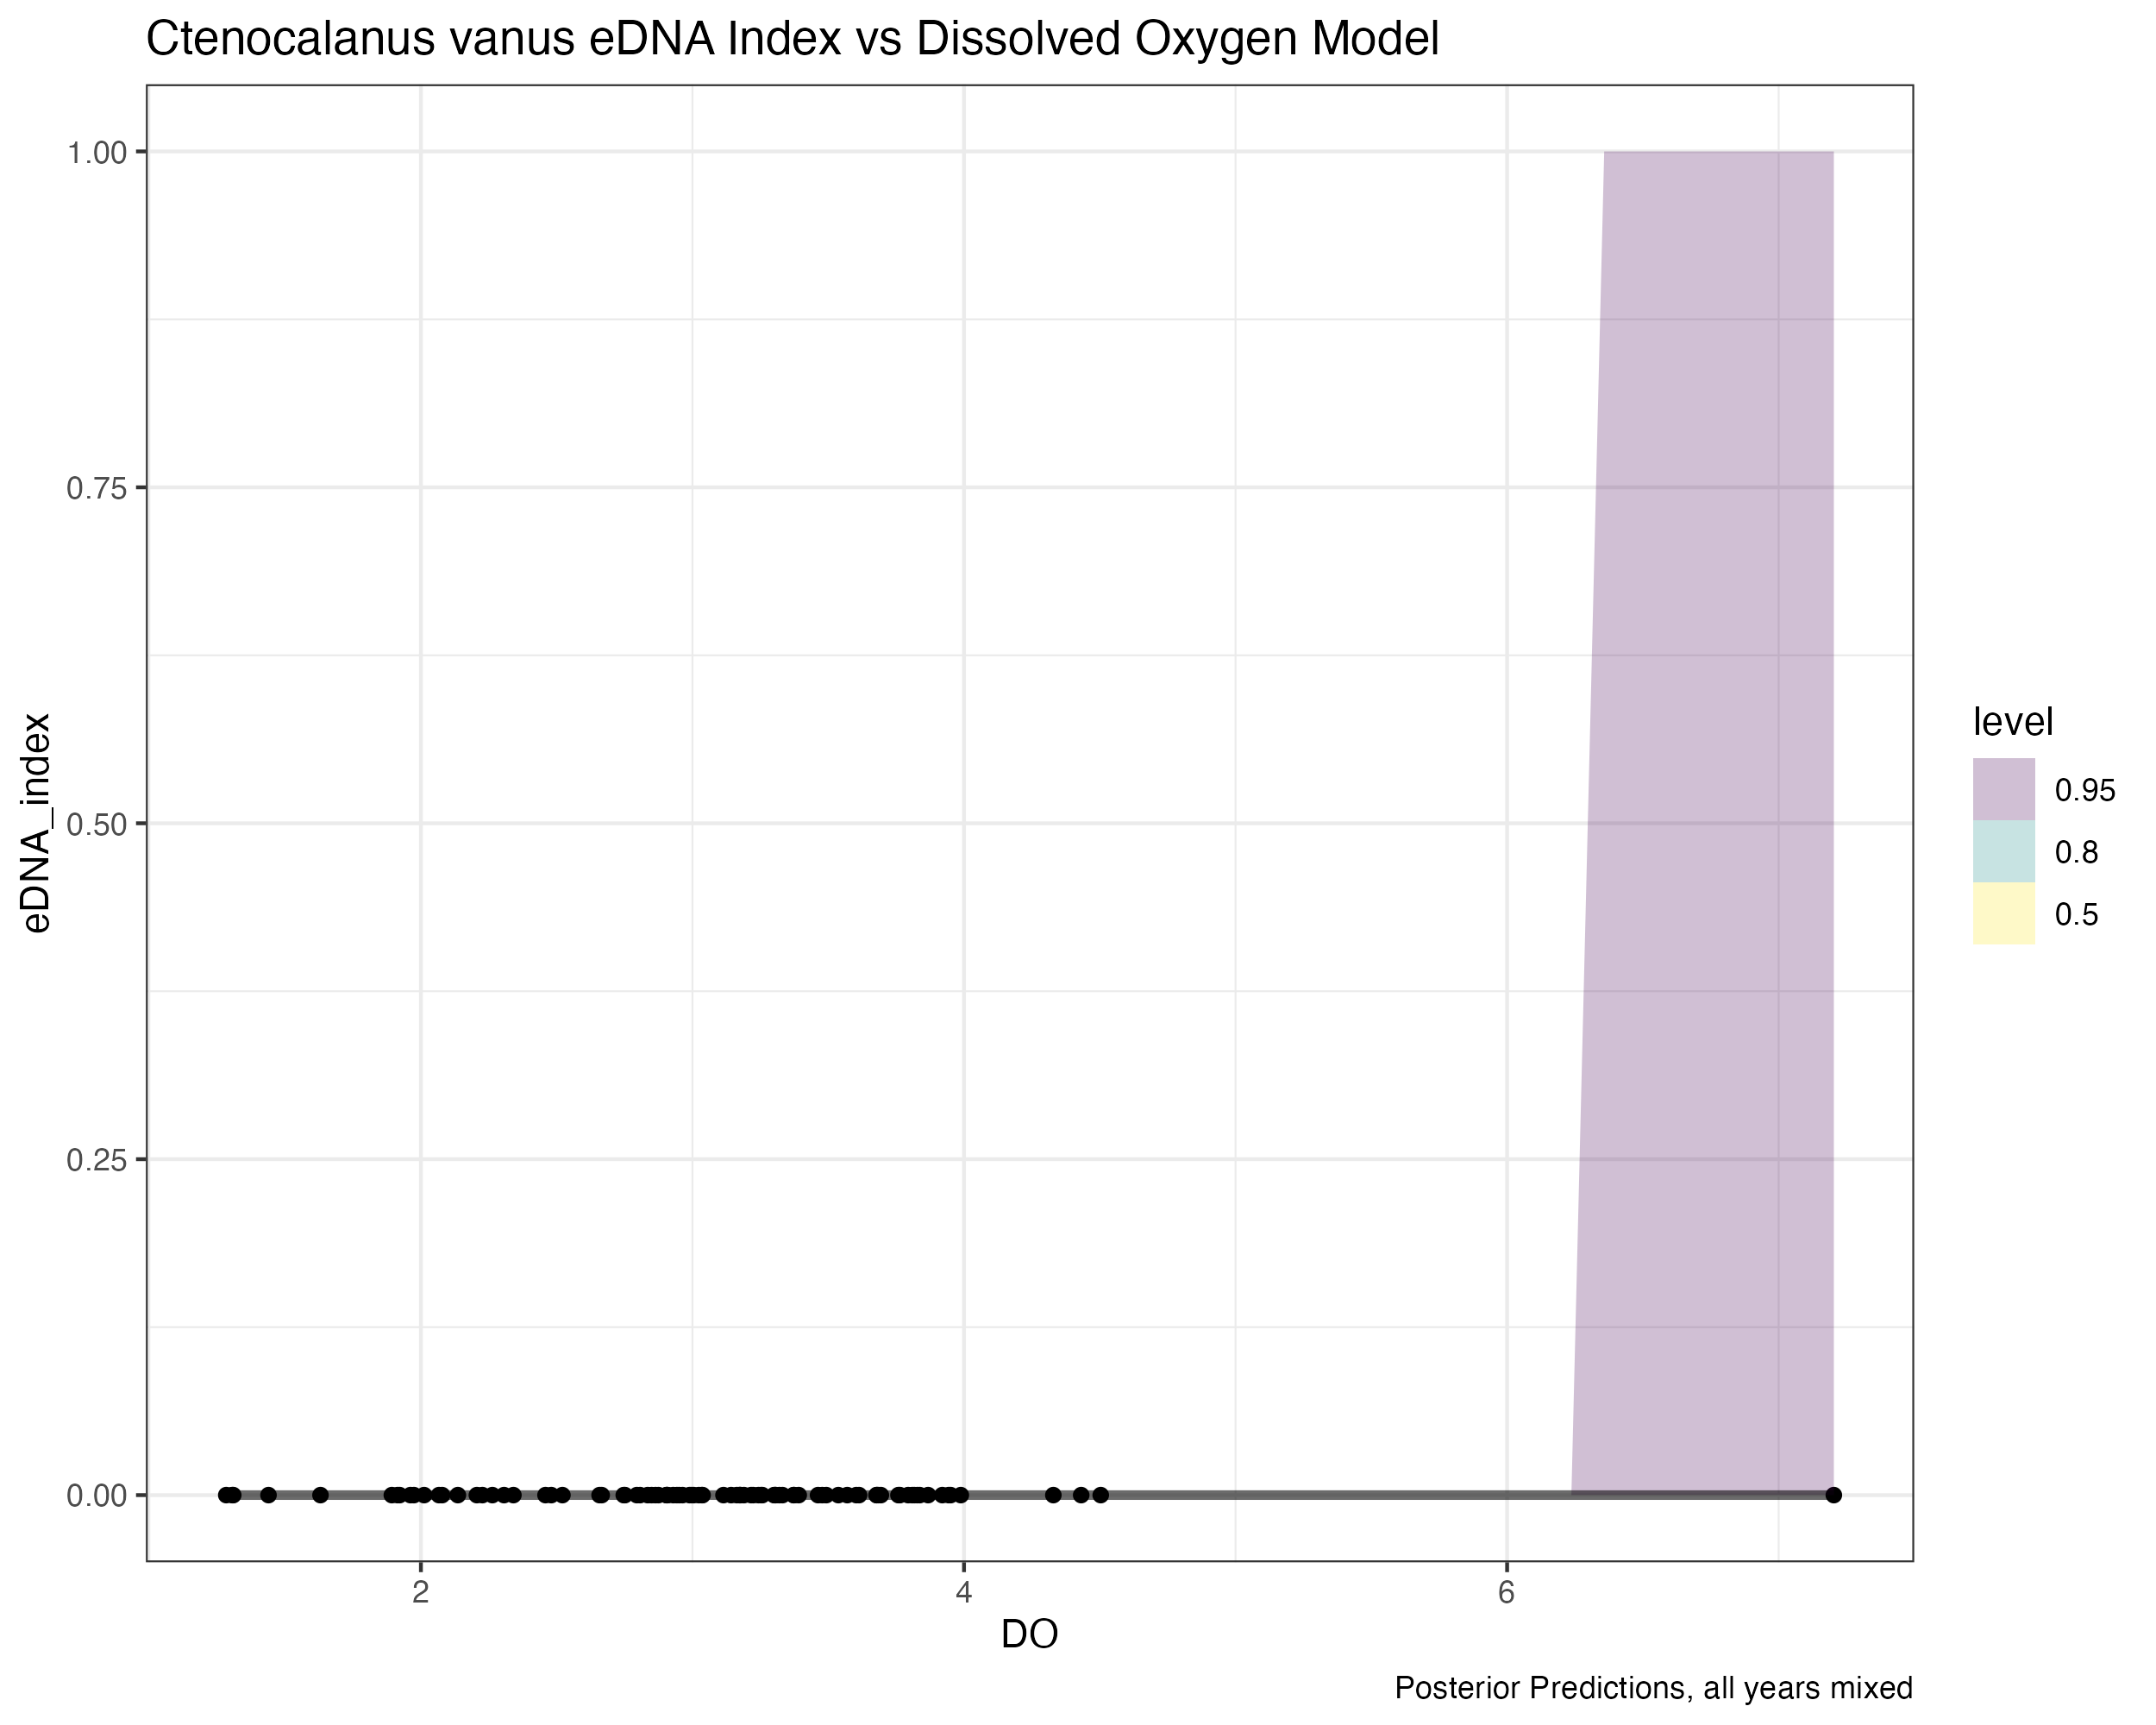 Ctenocalanus vanus eDNA Index vs Dissolved Oxygen Model
1.00
0.75
0.50
0.25
0.00
eDNA_index
2
4
6
DO
level
0.95
0.8
0.5
Posterior Predictions, all years mixed